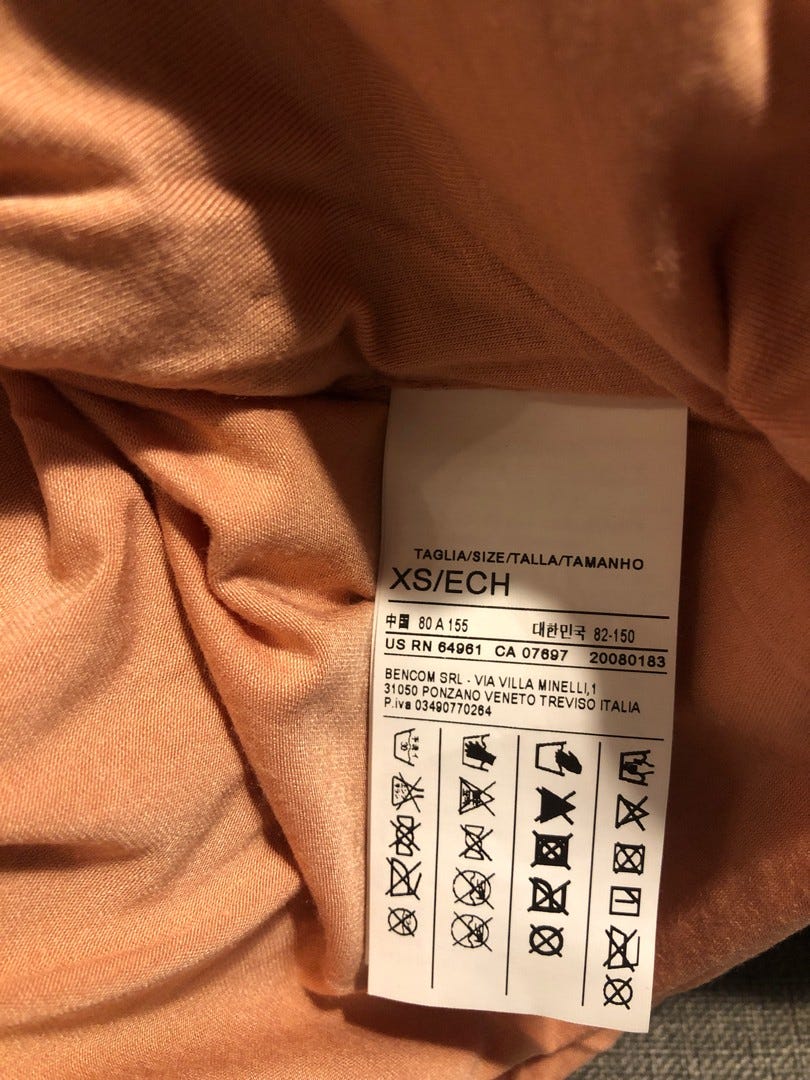 TAGLIA/SIZE/TALLA/TAMANHO
XS/ECH
中国 80 A 155 대한민국 82-150
US RN 64961 CA 07697 20080183
BENCOM SRL - VIA VILLA MINELLI,1
31050 PONZANO VENETO TREVISO ITALIA
P.iva 03490770264